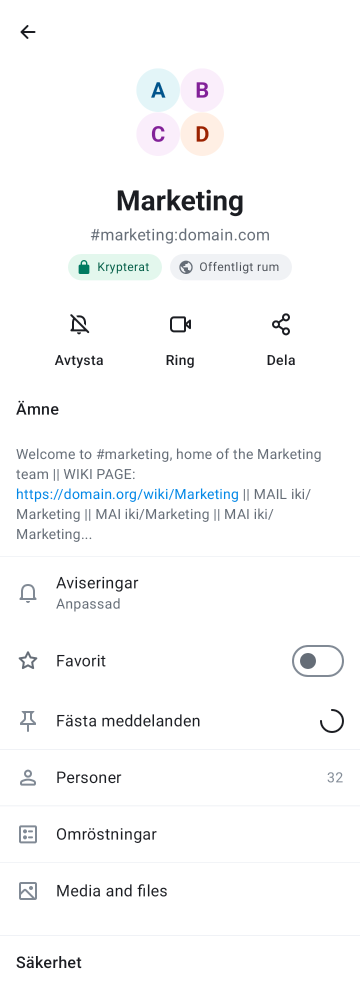 A B
C D
Marketing
#marketing:domain.com
Krypterat Offentligt rum
Avtysta Ring Dela
Ämne
Welcome to #marketing, home of the Marketing
team || WIKI PAGE:
https://domain.org/wiki/Marketing || MAIL iki/
Marketing || MAI iki/Marketing || MAI iki/
Marketing...
Aviseringar
Anpassad
Favorit
Fästa meddelanden
Personer 32
Omröstningar
Media and files
Säkerhet